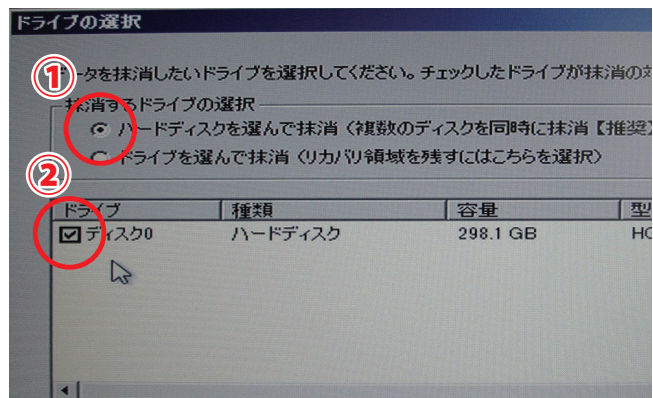 ドライブの選択
①
データを抹消したいドライブを選択してください。チェックしたドライブが抹消の対
抹消するドライブの選択
ハードディスクを選んで抹消（複数のディスクを同時に抹消【推奨】
ドライブを選んで抹消（リカバリ領域を残すにはこちらを選択）
②
ドライブ 種類 容量 型
ディスク0 ハードディスク 298.1 GB HO